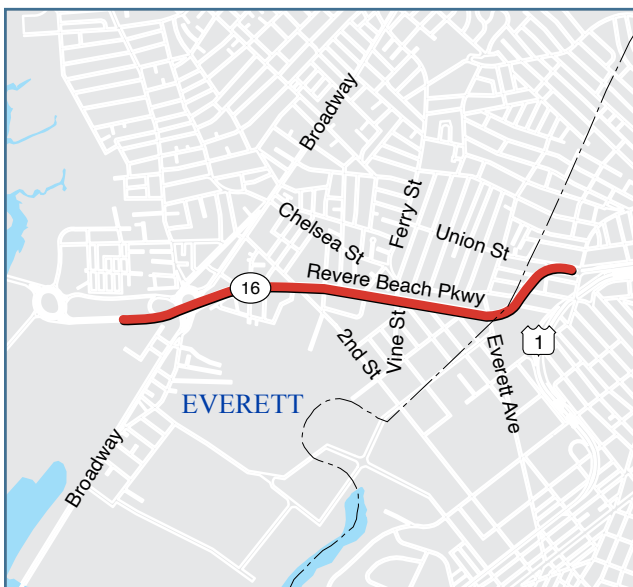 Broadway
Ferry St
Chelsea St
Union St
Revere Beach Pkwy
16
2nd St
Vine St
1
Everett Ave
EVERETT
Broadway